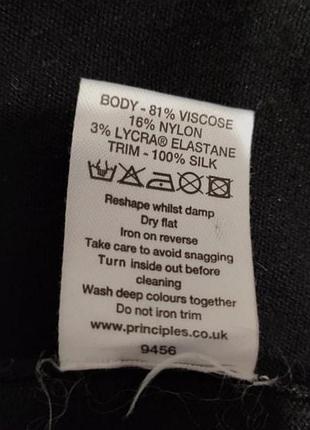 BODY - 81% VISCOSE
16% NYLON
3% LYCRA® ELASTANE
TRIM - 100% SILK
Reshape whilst damp
Dry flat
Iron on reverse
Take care to avoid snagging
Turn inside out before
cleaning
Wash deep colours together
Do not iron trim
www.principles.co.uk
9456